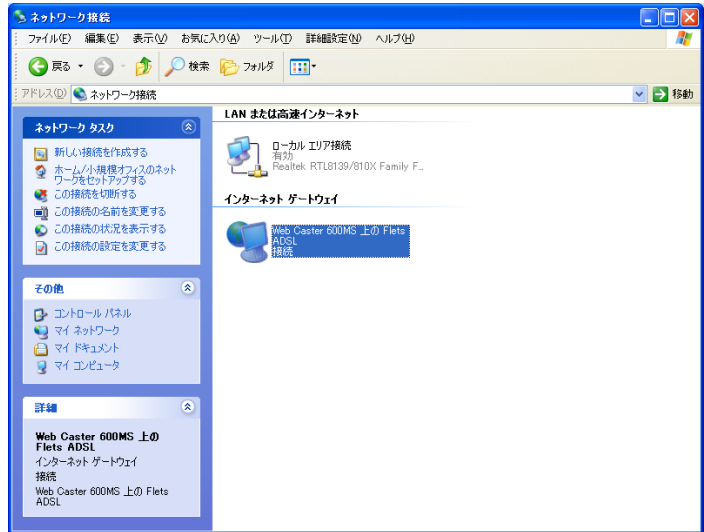 ネットワーク接続
ファイル(F) 編集(E) 表示(V) お気に入り(A) ツール(T) 詳細設定(N) ヘルプ(H)
戻る 検索 フォルダ
アドレス(D) ネットワーク接続 移動
ネットワーク タスク
新しい接続を作成する
ホーム/小規模オフィスのネット
ワークをセットアップする
この接続を切断する
この接続の名前を変更する
この接続の状況を表示する
この接続の設定を変更する
その他
コントロール パネル
マイ ネットワーク
マイ ドキュメント
マイ コンピュータ
詳細
Web Caster 600MS 上の
Flets ADSL
インターネット ゲートウェイ
接続
Web Caster 600MS 上の Flets
ADSL
LAN または高速インターネット
ローカル エリア接続
有効
Realtek RTL8139/810X Family F...
インターネット ゲートウェイ
Web Caster 600MS 上の Flets
ADSL
接続